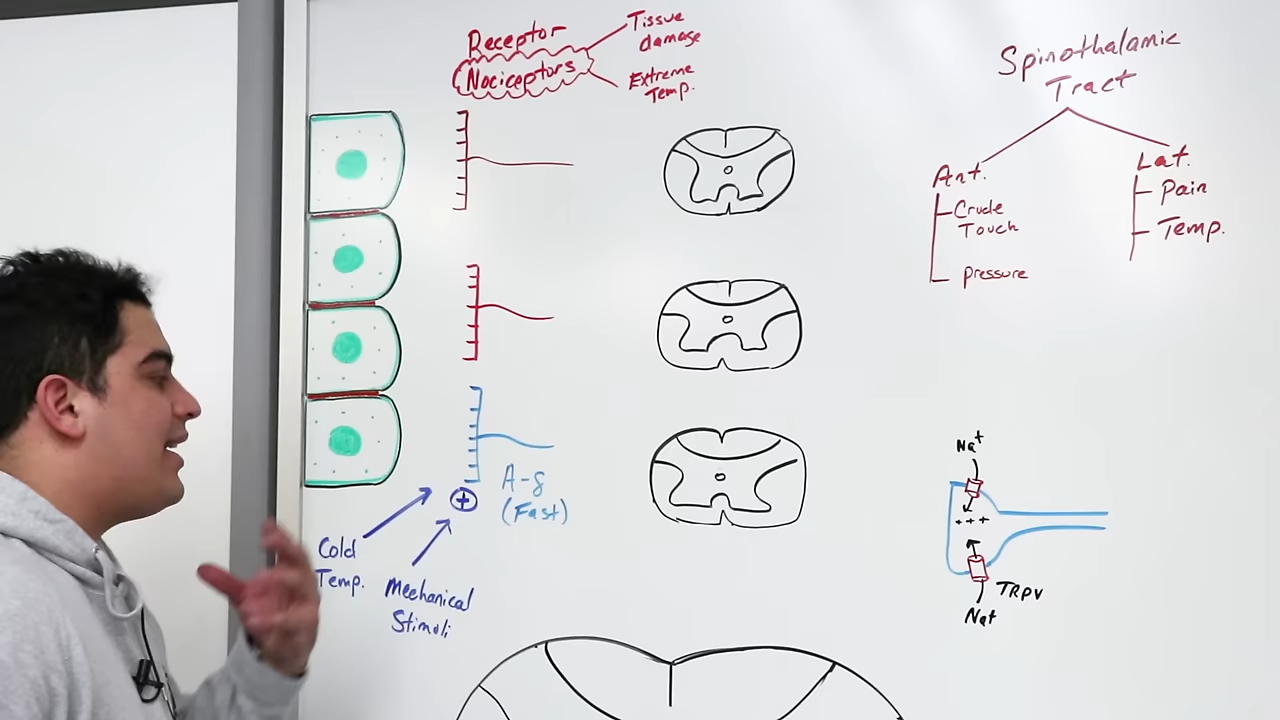 Receptor
Nociceptors
Tissue
damage
Extreme
Temp.
Spinothalamic
Tract
Ant.
Crude
Touch
Pressure
Lat.
Pain
Temp.
A-δ
(Fast)
+
Cold
Temp.
Mechanical
Stimoli
Na+
+ + +
TRPV
Na+